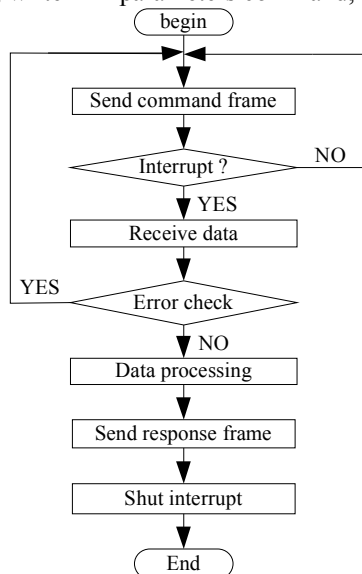 begin
Send command frame
Interrupt ?
NO
YES
Receive data
YES
Error check
NO
Data processing
Send response frame
Shut interrupt
End